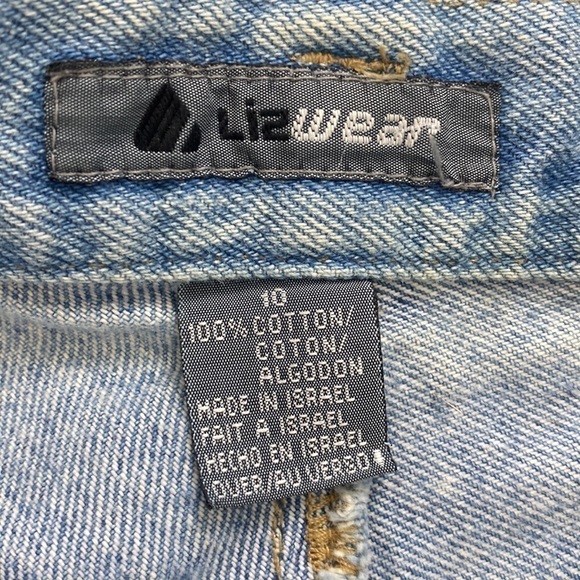 Lizwear
10
100% COTTON/
COTON/
ALGODON
MADE IN ISRAEL
FAIT A ISRAEL
HECHO EN ISRAEL
OVER/AU VERSO